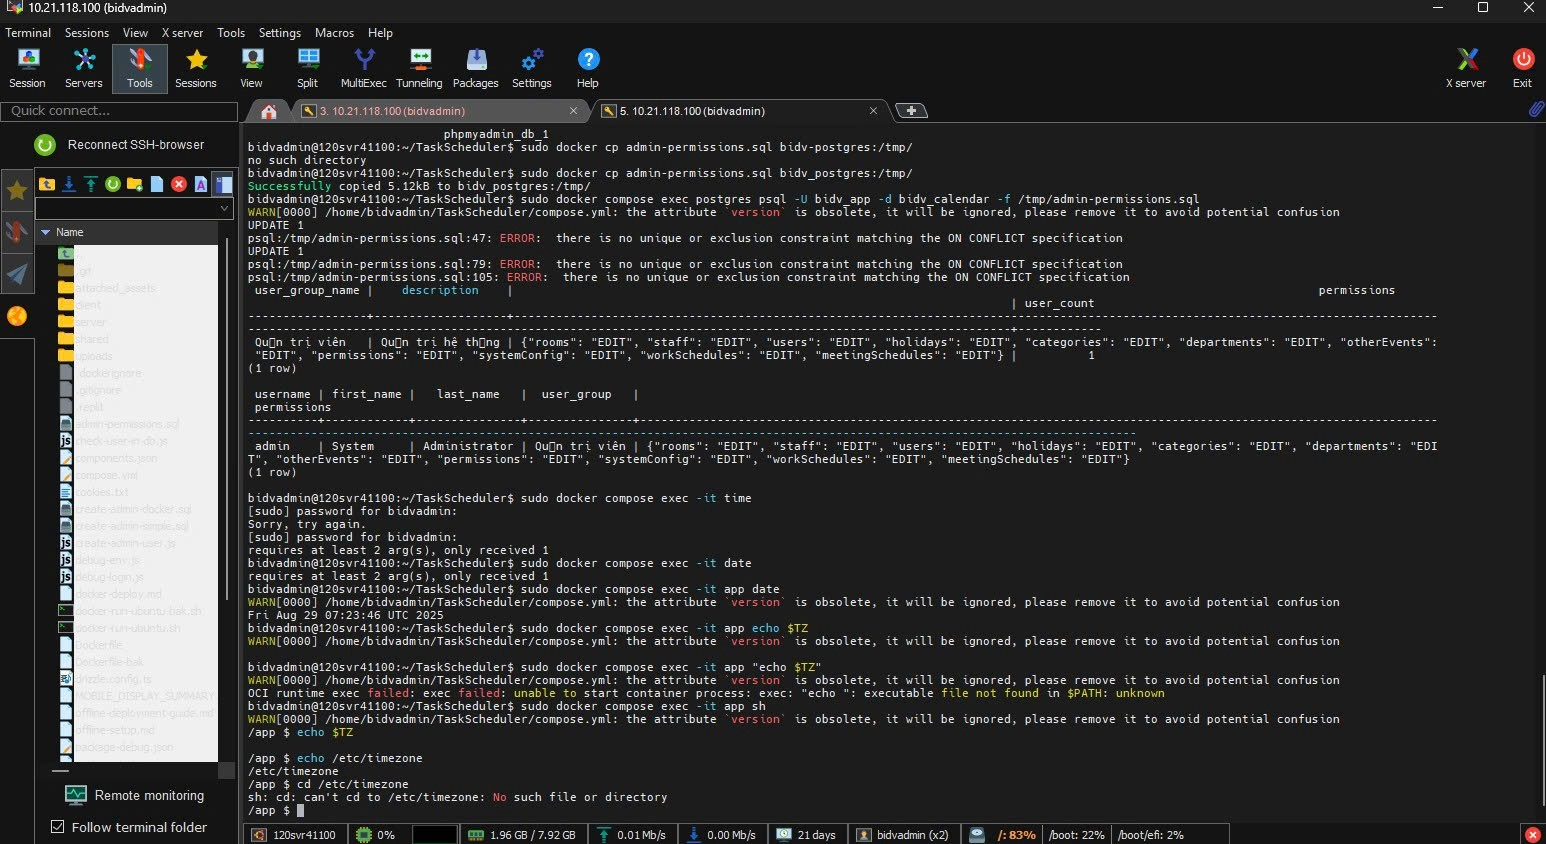 10.21.118.100 (bidvadmin)
Terminal Sessions View X server Tools Settings Macros Help
Session Servers Tools Sessions View Split MultiExec Tunneling Packages Settings Help X server Exit
Quick connect...
3. 10.21.118.100 (bidvadmin)
5. 10.21.118.100 (bidvadmin)
Reconnect SSH-browser
Name
..
.git
attached_assets
client
server
shared
uploads
.dockerignore
.gitignore
.replit
admin-permissions.sql
check-user-in-db.js
components.json
compose.yml
cookies.txt
create-admin-docker.sql
create-admin-simple.sql
create-admin-user.js
debug-env.js
debug-login.js
docker-deploy.md
docker-run-ubuntu-bak.sh
docker-run-ubuntu.sh
Dockerfile
Dockerfile-bak
drizzle.config.ts
MOBILE_DISPLAY_SUMMARY
offline-deployment-guide.md
offline-setup.md
package-debug.json
Remote monitoring
Follow terminal folder
phpmyadmin_db_1
bidvadmin@120svr41100:~/TaskScheduler$ sudo docker cp admin-permissions.sql bidv-postgres:/tmp/
no such directory
bidvadmin@120svr41100:~/TaskScheduler$ sudo docker cp admin-permissions.sql bidv_postgres:/tmp/
Successfully copied 5.12kB to bidv_postgres:/tmp/
bidvadmin@120svr41100:~/TaskScheduler$ sudo docker compose exec postgres psql -U bidv_app -d bidv_calendar -f /tmp/admin-permissions.sql
WARN[0000] /home/bidvadmin/TaskScheduler/compose.yml: the attribute `version` is obsolete, it will be ignored, please remove it to avoid potential confusion
UPDATE 1
psql:/tmp/admin-permissions.sql:47: ERROR:  there is no unique or exclusion constraint matching the ON CONFLICT specification
UPDATE 1
psql:/tmp/admin-permissions.sql:79: ERROR:  there is no unique or exclusion constraint matching the ON CONFLICT specification
psql:/tmp/admin-permissions.sql:105: ERROR:  there is no unique or exclusion constraint matching the ON CONFLICT specification
user_group_name | description | permissions
| user_count
Qu�n trị viên | Qu�n trị hệ th�ng | {"rooms": "EDIT", "staff": "EDIT", "users": "EDIT", "holidays": "EDIT", "categories": "EDIT", "departments": "EDIT", "otherEvents":
"EDIT", "permissions": "EDIT", "systemConfig": "EDIT", "workSchedules": "EDIT", "meetingSchedules": "EDIT"} | 1
(1 row)
username | first_name | last_name | user_group |
permissions
admin | System | Administrator | Qu�n trị viên | {"rooms": "EDIT", "staff": "EDIT", "users": "EDIT", "holidays": "EDIT", "categories": "EDIT", "departments": "EDI
T", "otherEvents": "EDIT", "permissions": "EDIT", "systemConfig": "EDIT", "workSchedules": "EDIT", "meetingSchedules": "EDIT"}
(1 row)
bidvadmin@120svr41100:~/TaskScheduler$ sudo docker compose exec -it time
[sudo] password for bidvadmin:
Sorry, try again.
[sudo] password for bidvadmin:
requires at least 2 arg(s), only received 1
bidvadmin@120svr41100:~/TaskScheduler$ sudo docker compose exec -it date
requires at least 2 arg(s), only received 1
bidvadmin@120svr41100:~/TaskScheduler$ sudo docker compose exec -it app date
WARN[0000] /home/bidvadmin/TaskScheduler/compose.yml: the attribute `version` is obsolete, it will be ignored, please remove it to avoid potential confusion
Fri Aug 29 07:23:46 UTC 2025
bidvadmin@120svr41100:~/TaskScheduler$ sudo docker compose exec -it app echo $TZ
WARN[0000] /home/bidvadmin/TaskScheduler/compose.yml: the attribute `version` is obsolete, it will be ignored, please remove it to avoid potential confusion
bidvadmin@120svr41100:~/TaskScheduler$ sudo docker compose exec -it app "echo $TZ"
WARN[0000] /home/bidvadmin/TaskScheduler/compose.yml: the attribute `version` is obsolete, it will be ignored, please remove it to avoid potential confusion
OCI runtime exec failed: exec failed: unable to start container process: exec: "echo ": executable file not found in $PATH: unknown
bidvadmin@120svr41100:~/TaskScheduler$ sudo docker compose exec -it app sh
WARN[0000] /home/bidvadmin/TaskScheduler/compose.yml: the attribute `version` is obsolete, it will be ignored, please remove it to avoid potential confusion
/app $ echo $TZ
/app $ echo /etc/timezone
/etc/timezone
/app $ cd /etc/timezone
sh: cd: can't cd to /etc/timezone: No such file or directory
/app $
120svr41100 0% 1.96 GB / 7.92 GB 0.01 Mb/s 0.00 Mb/s 21 days bidvadmin (x2) /: 83% /boot: 22% /boot/efi: 2%